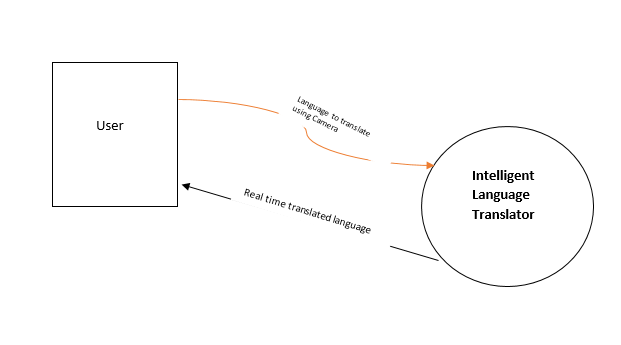 User
Language to translate
using Camera
Intelligent
Language
Translator
Real time translated language